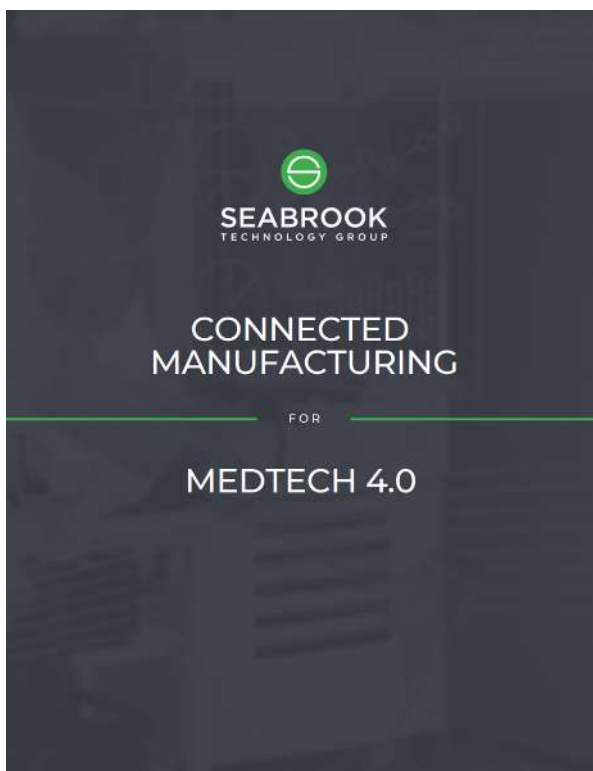 SEABROOK
TECHNOLOGY GROUP
CONNECTED
MANUFACTURING
FOR
MEDTECH 4.0